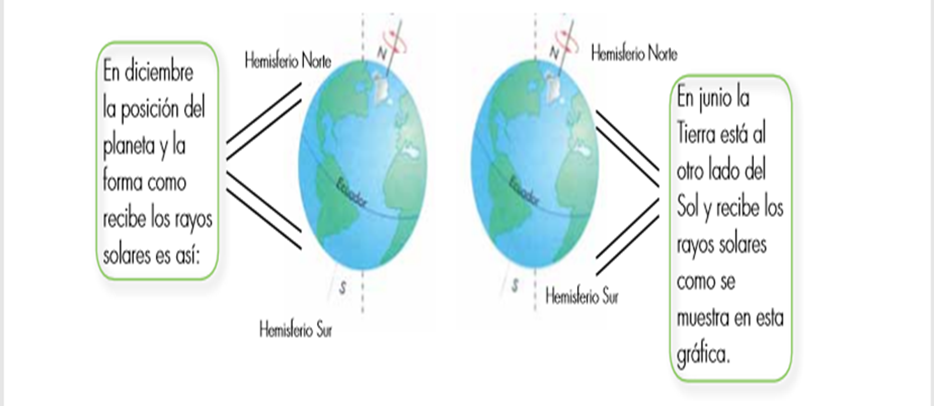 En diciembre
la posición del
planeta y la
forma como
recibe los rayos
solares es así:
Hemisferio Norte
N
Ecuador
S
Hemisferio Sur
N
Hemisferio Norte
Ecuador
S
Hemisferio Sur
En junio la
Tierra está al
otro lado del
Sol y recibe los
rayos solares
como se
muestra en esta
gráfica.